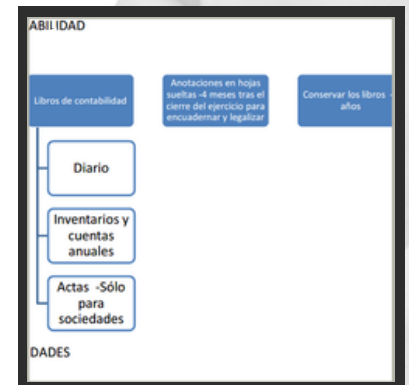 ABILIDAD
Libros de contabilidad
Anotaciones en hojas
sueltas -4 meses tras el
cierre del ejercicio para
encuadernar y legalizar
Conservar los libros -
años
Diario
Inventarios y
cuentas
anuales
Actas -Sólo
para
sociedades
DADES